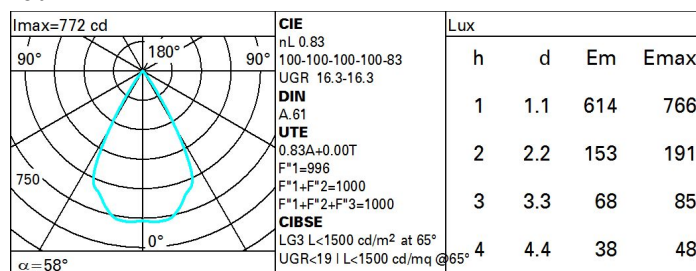 Imax=772 cd
90°
180°
90°
750
0°
α=58°
CIE
nL 0.83
100-100-100-100-83
UGR 16.3-16.3
DIN
A.61
UTE
0.83A+0.00T
F"1=996
F"1+F"2=1000
F"1+F"2+F"3=1000
CIBSE
LG3 L<1500 cd/m² at 65°
UGR<19 | L<1500 cd/mq @65°
Lux
h d Em Emax
1 1.1 614 766
2 2.2 153 191
3 3.3 68 85
4 4.4 38 48